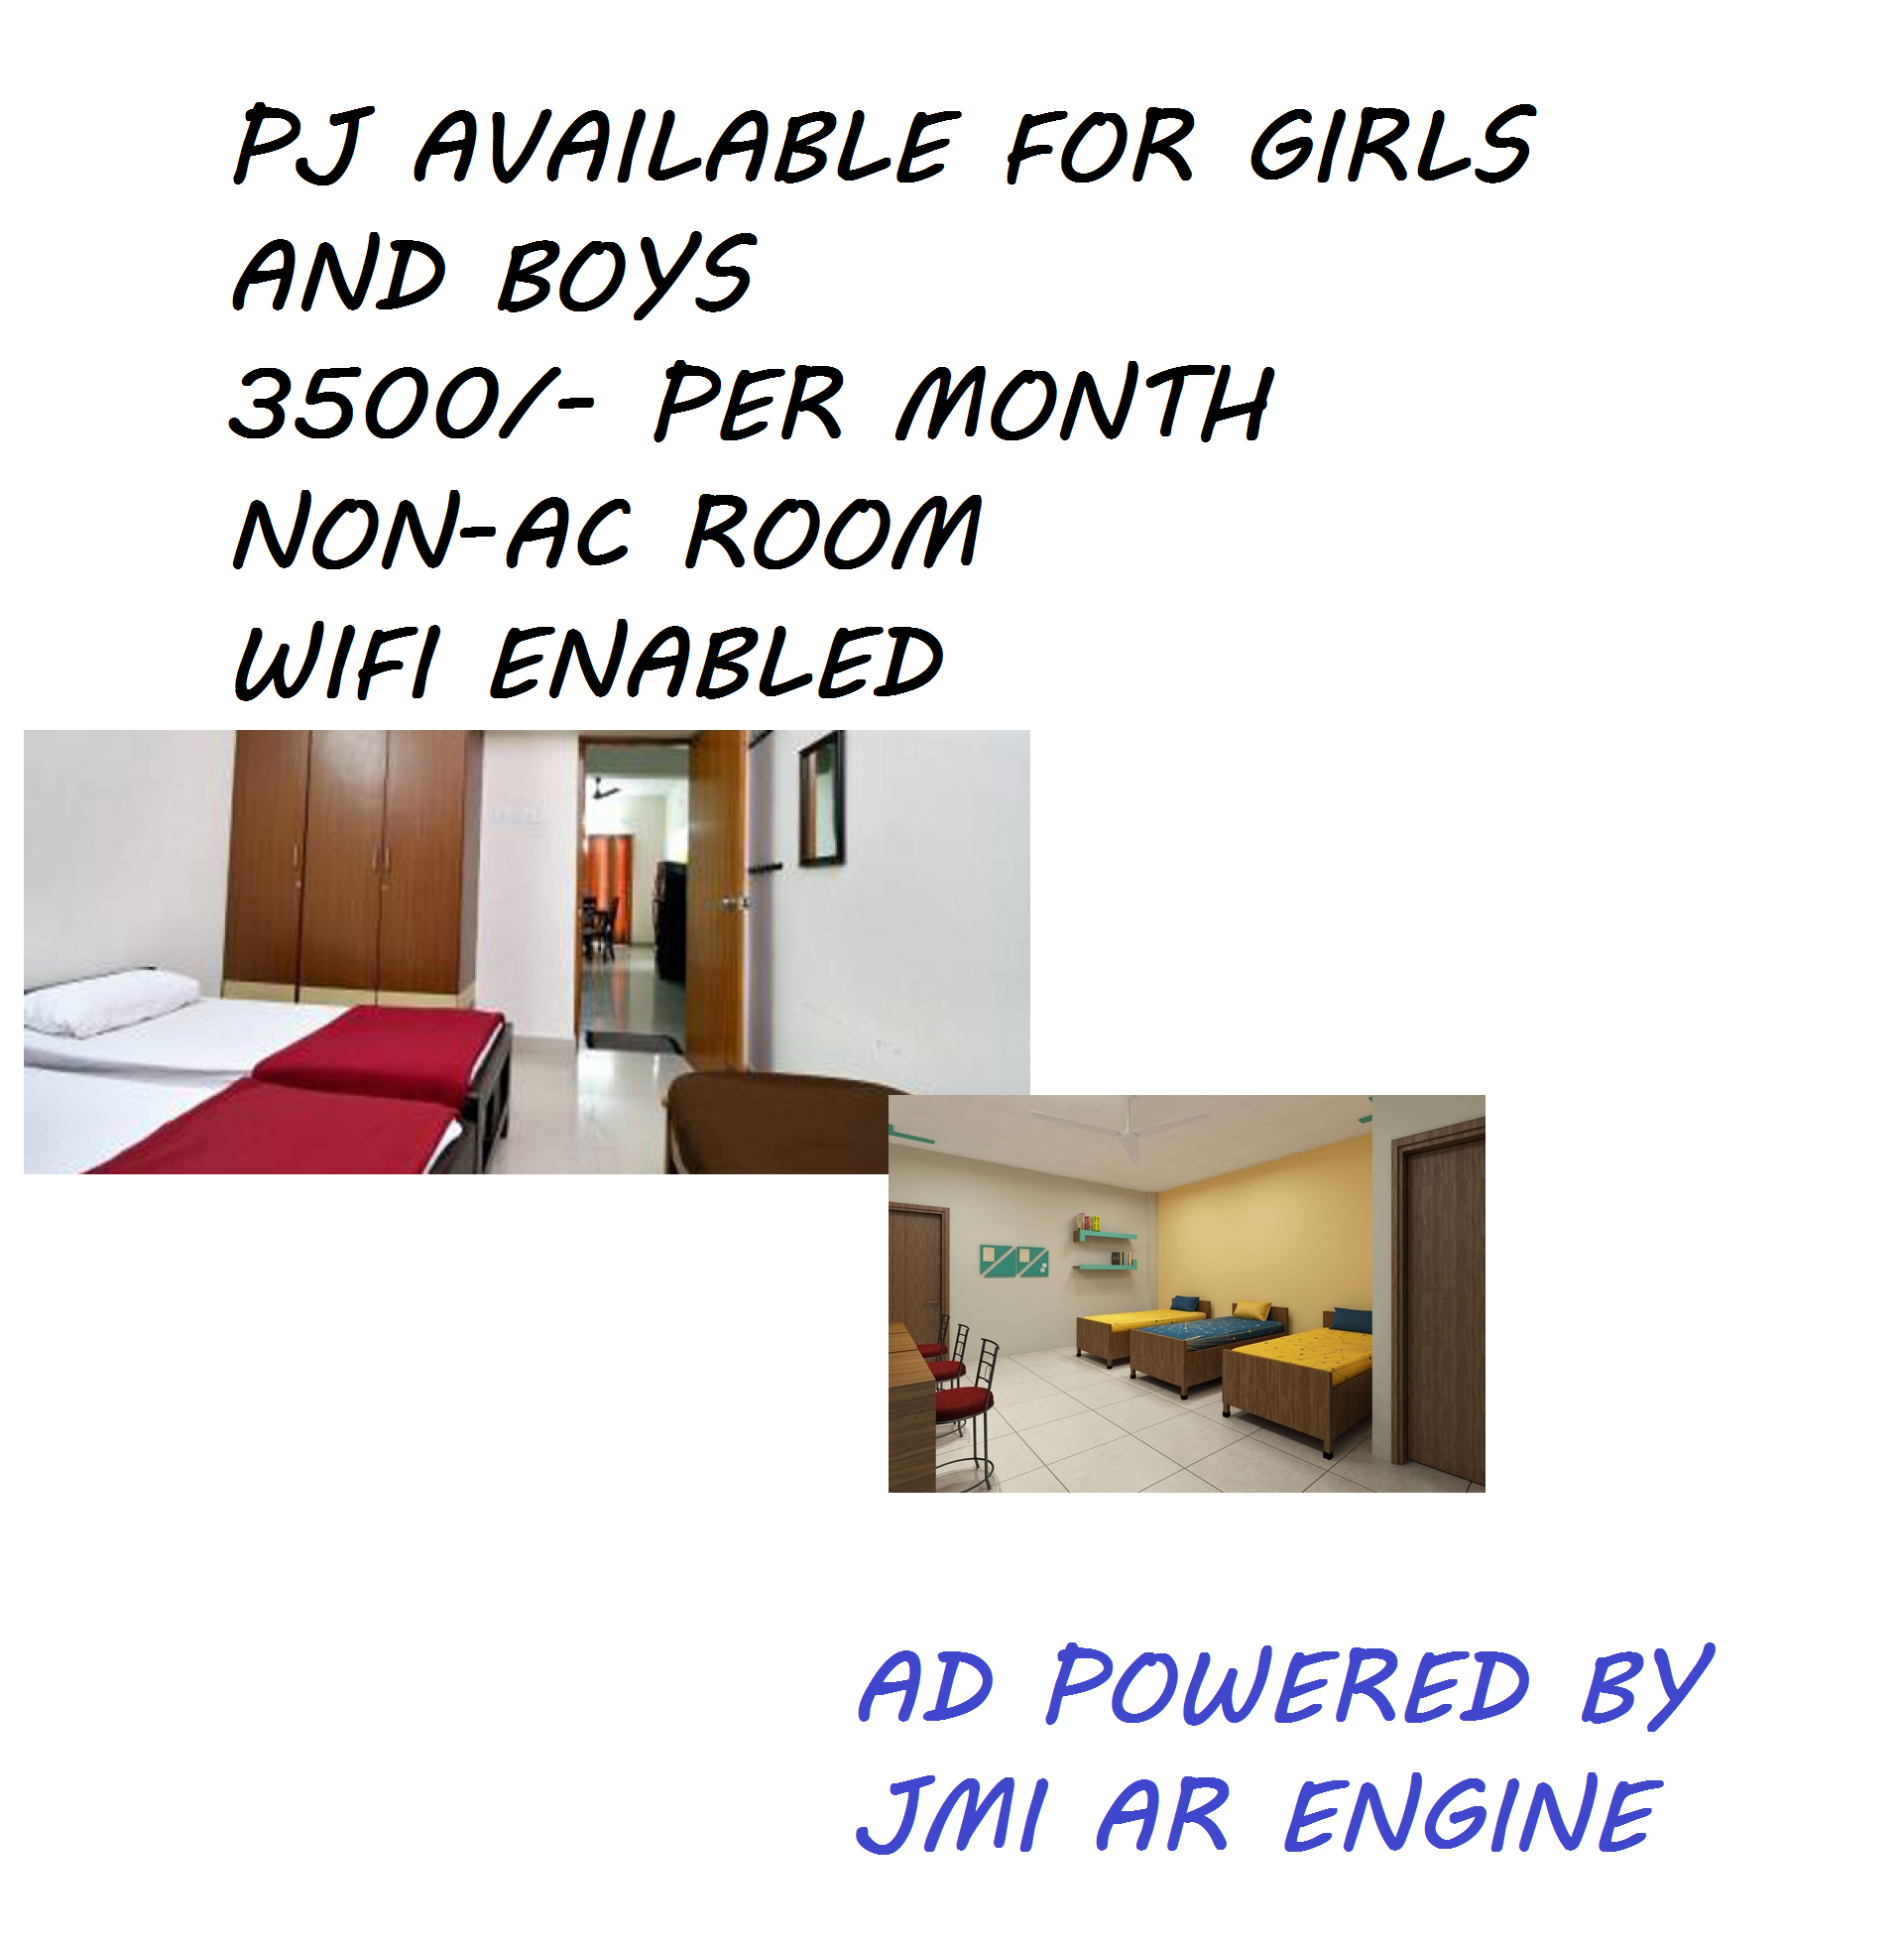 PJ AVAILABLE FOR GIRLS
AND BOYS
3500/- PER MONTH
NON-AC ROOM
WIFI ENABLED
AD POWERED BY
JMI AR ENGINE